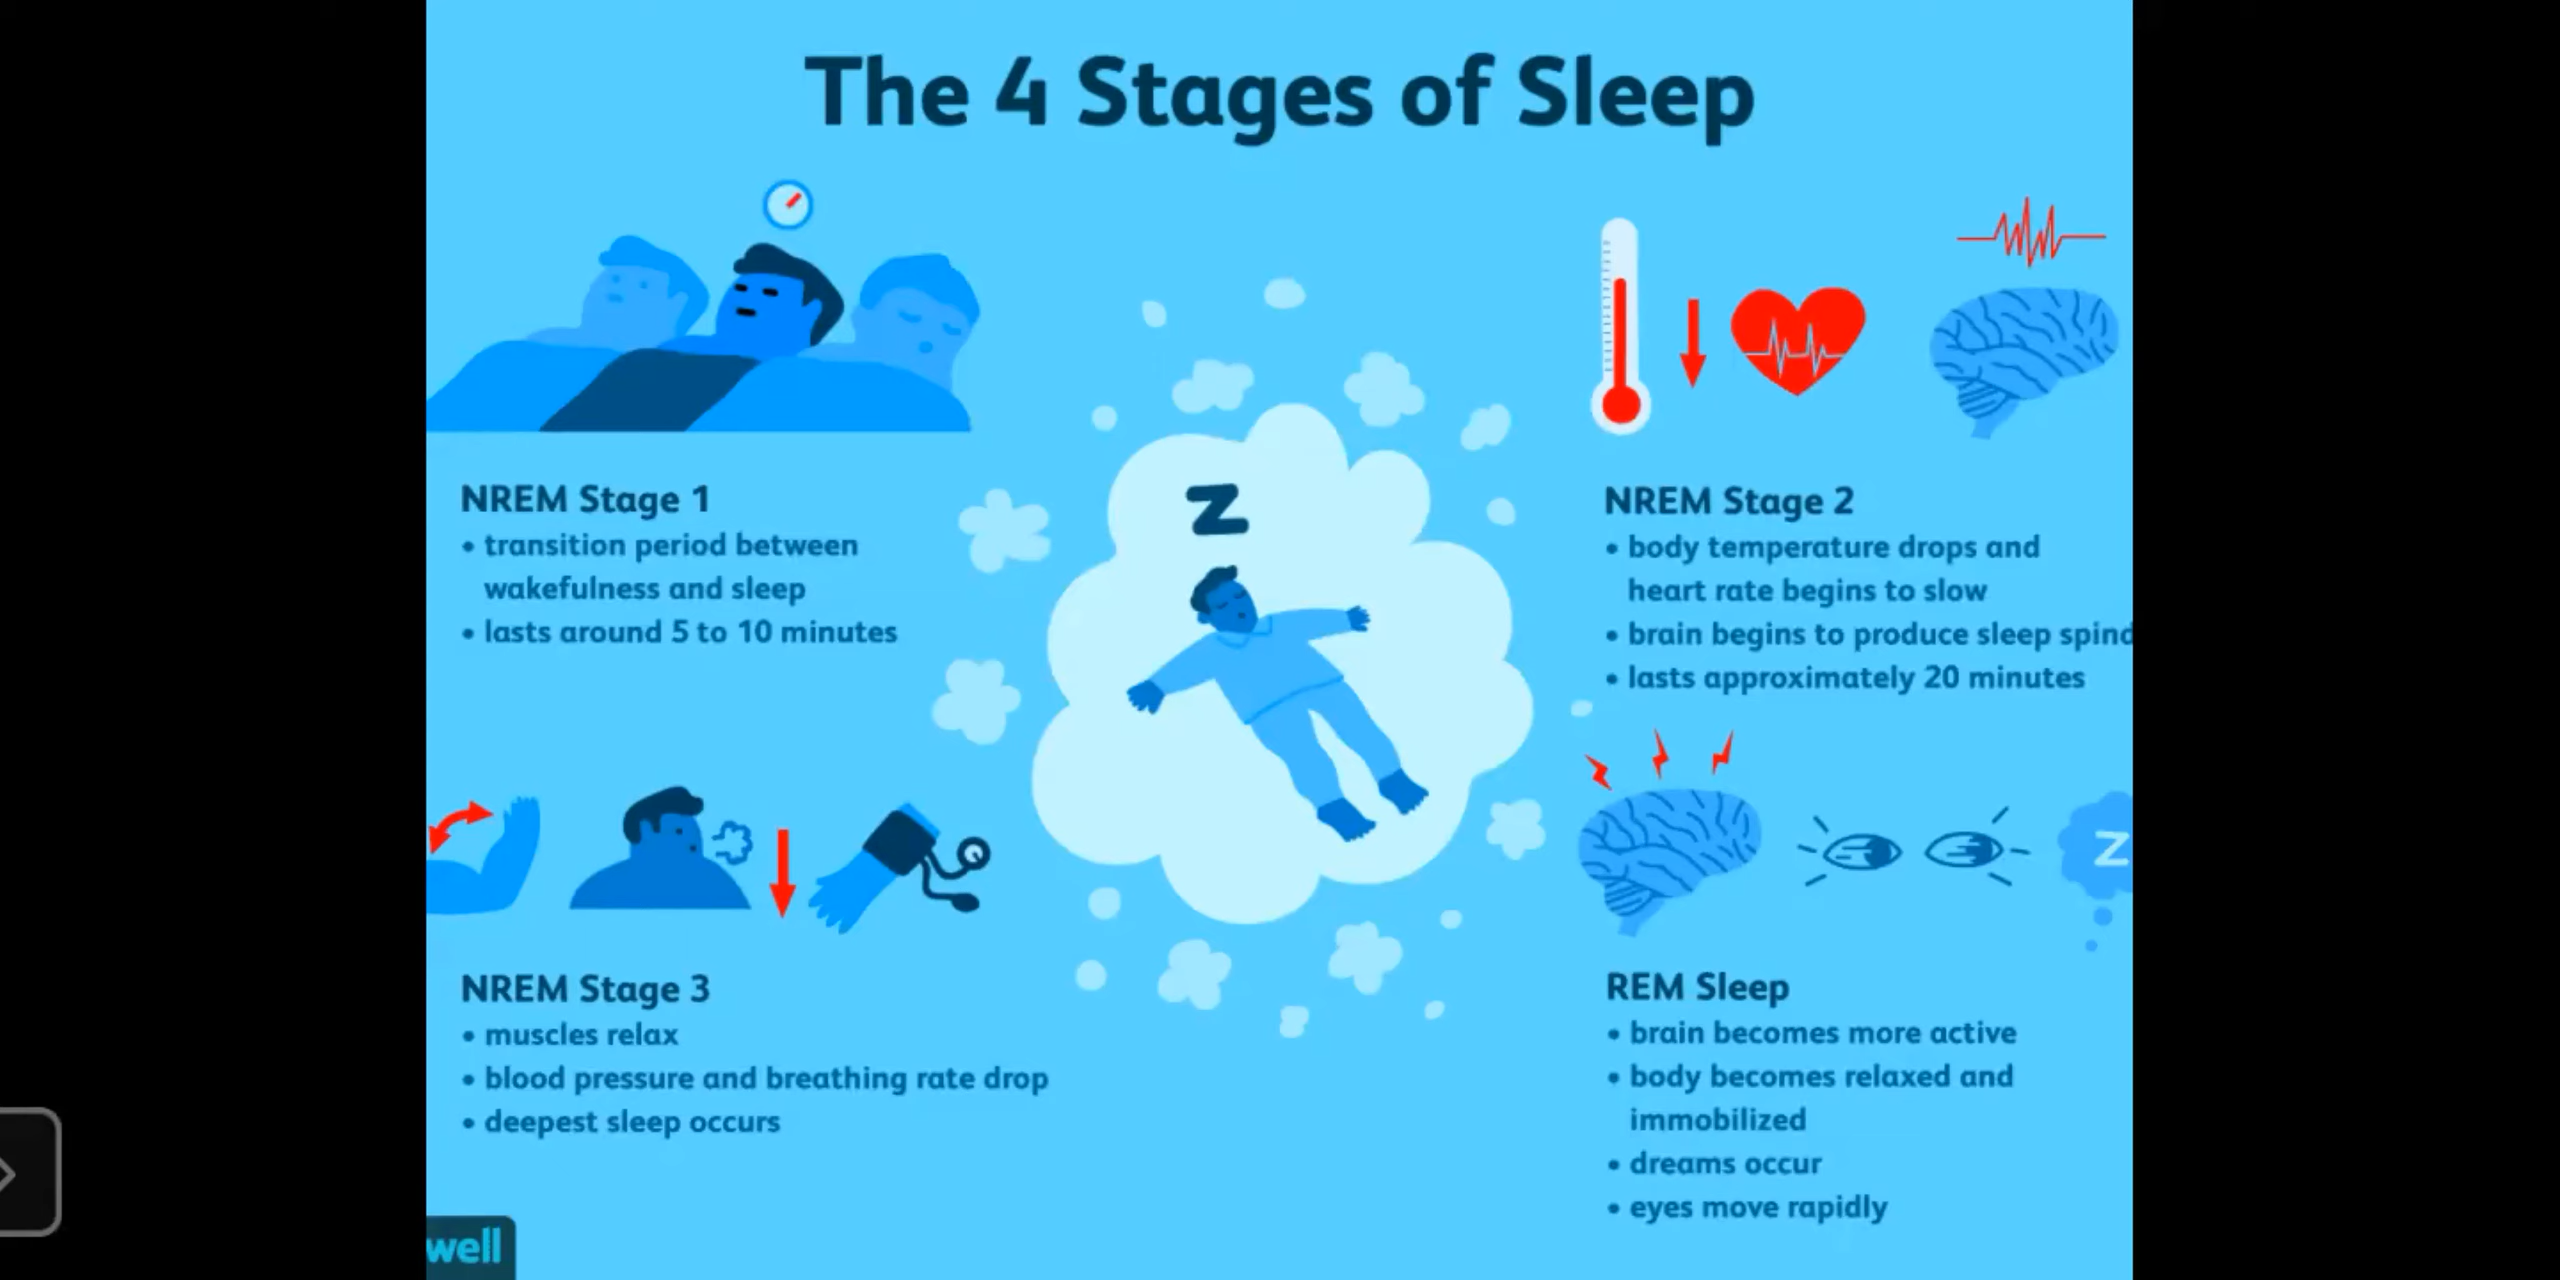 The 4 Stages of Sleep
NREM Stage 1
• transition period between
wakefulness and sleep
• lasts around 5 to 10 minutes
NREM Stage 2
• body temperature drops and
heart rate begins to slow
• brain begins to produce sleep spind
• lasts approximately 20 minutes
Z
NREM Stage 3
• muscles relax
• blood pressure and breathing rate drop
• deepest sleep occurs
Z
REM Sleep
• brain becomes more active
• body becomes relaxed and
immobilized
• dreams occur
• eyes move rapidly
well